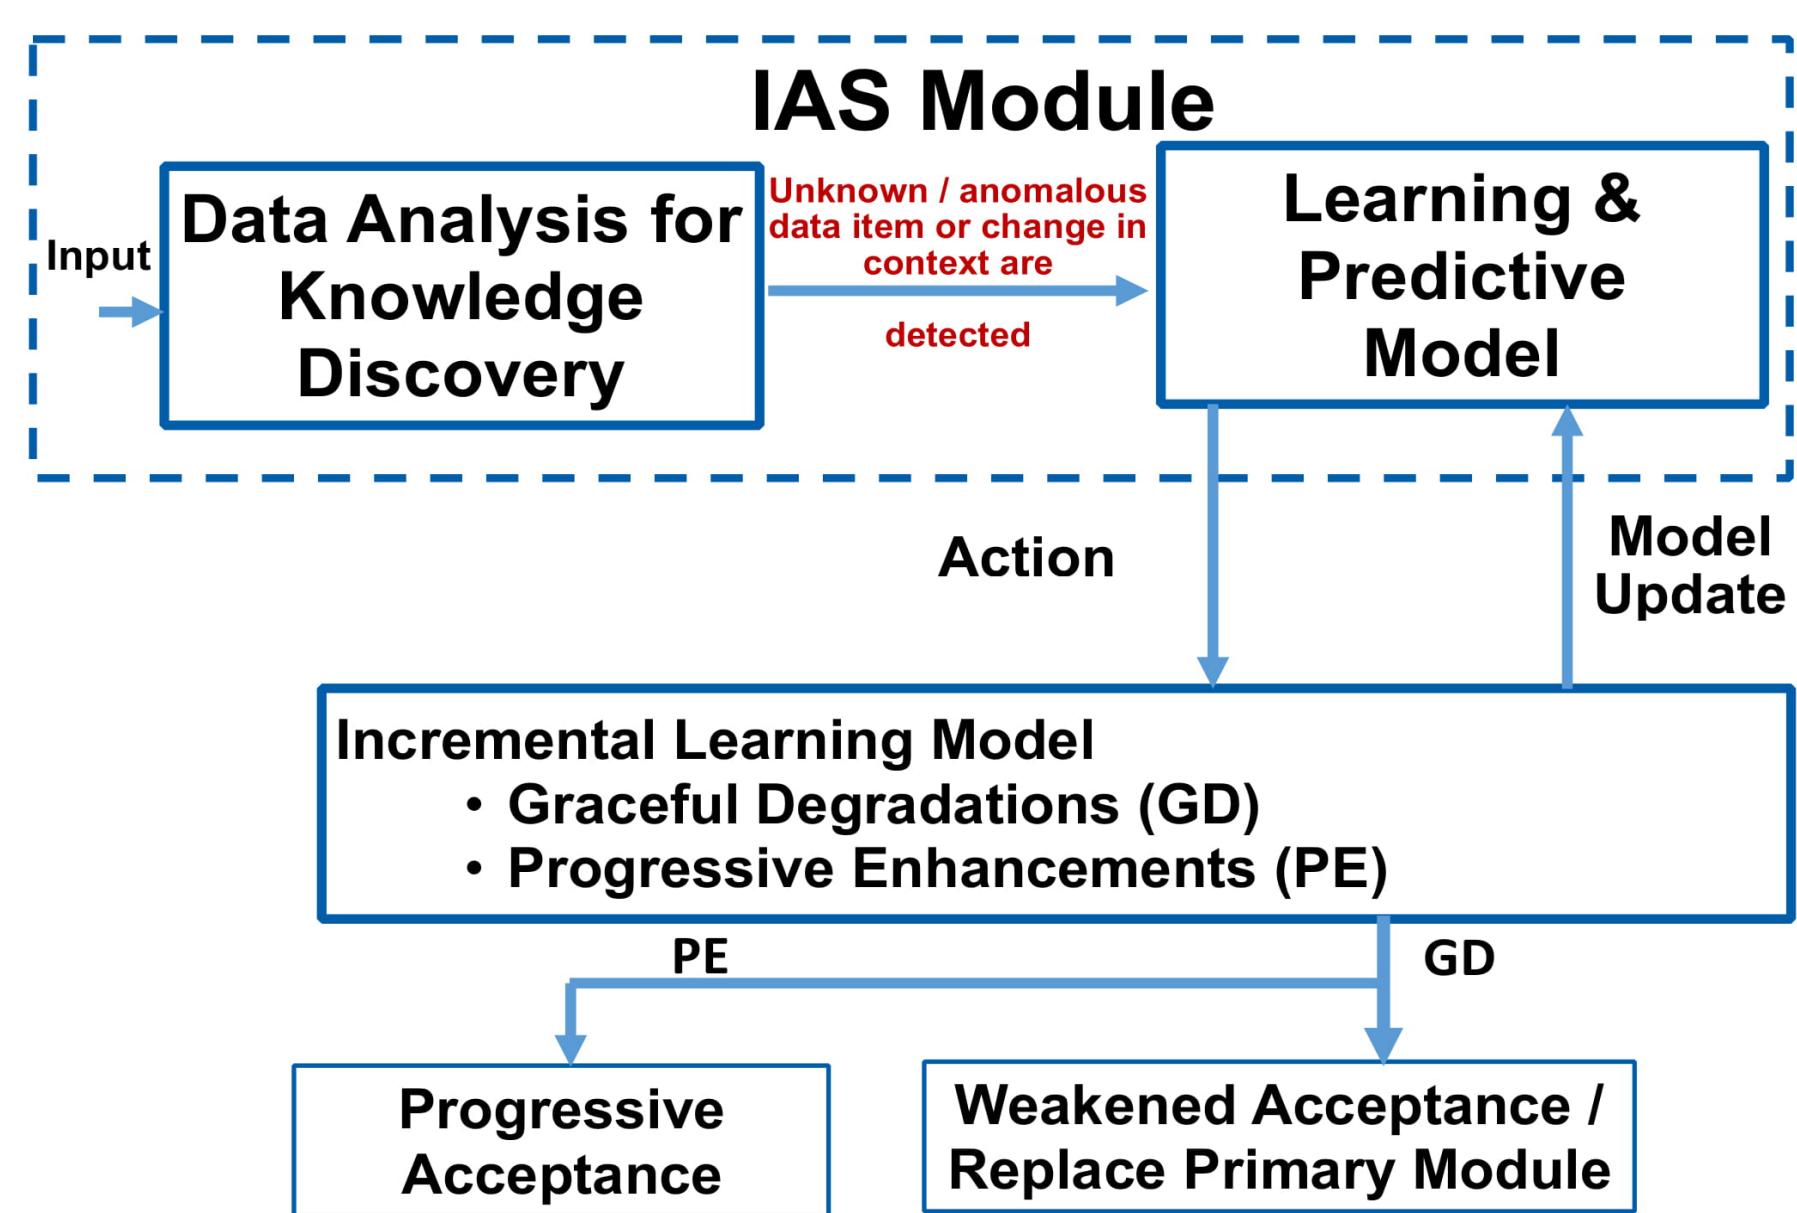 IAS Module
Input
Data Analysis for
Knowledge
Discovery
Unknown / anomalous
data item or change in
context are
detected
Learning &
Predictive
Model
Action
Model
Update
Incremental Learning Model
• Graceful Degradations (GD)
• Progressive Enhancements (PE)
PE
GD
Progressive
Acceptance
Weakened Acceptance /
Replace Primary Module